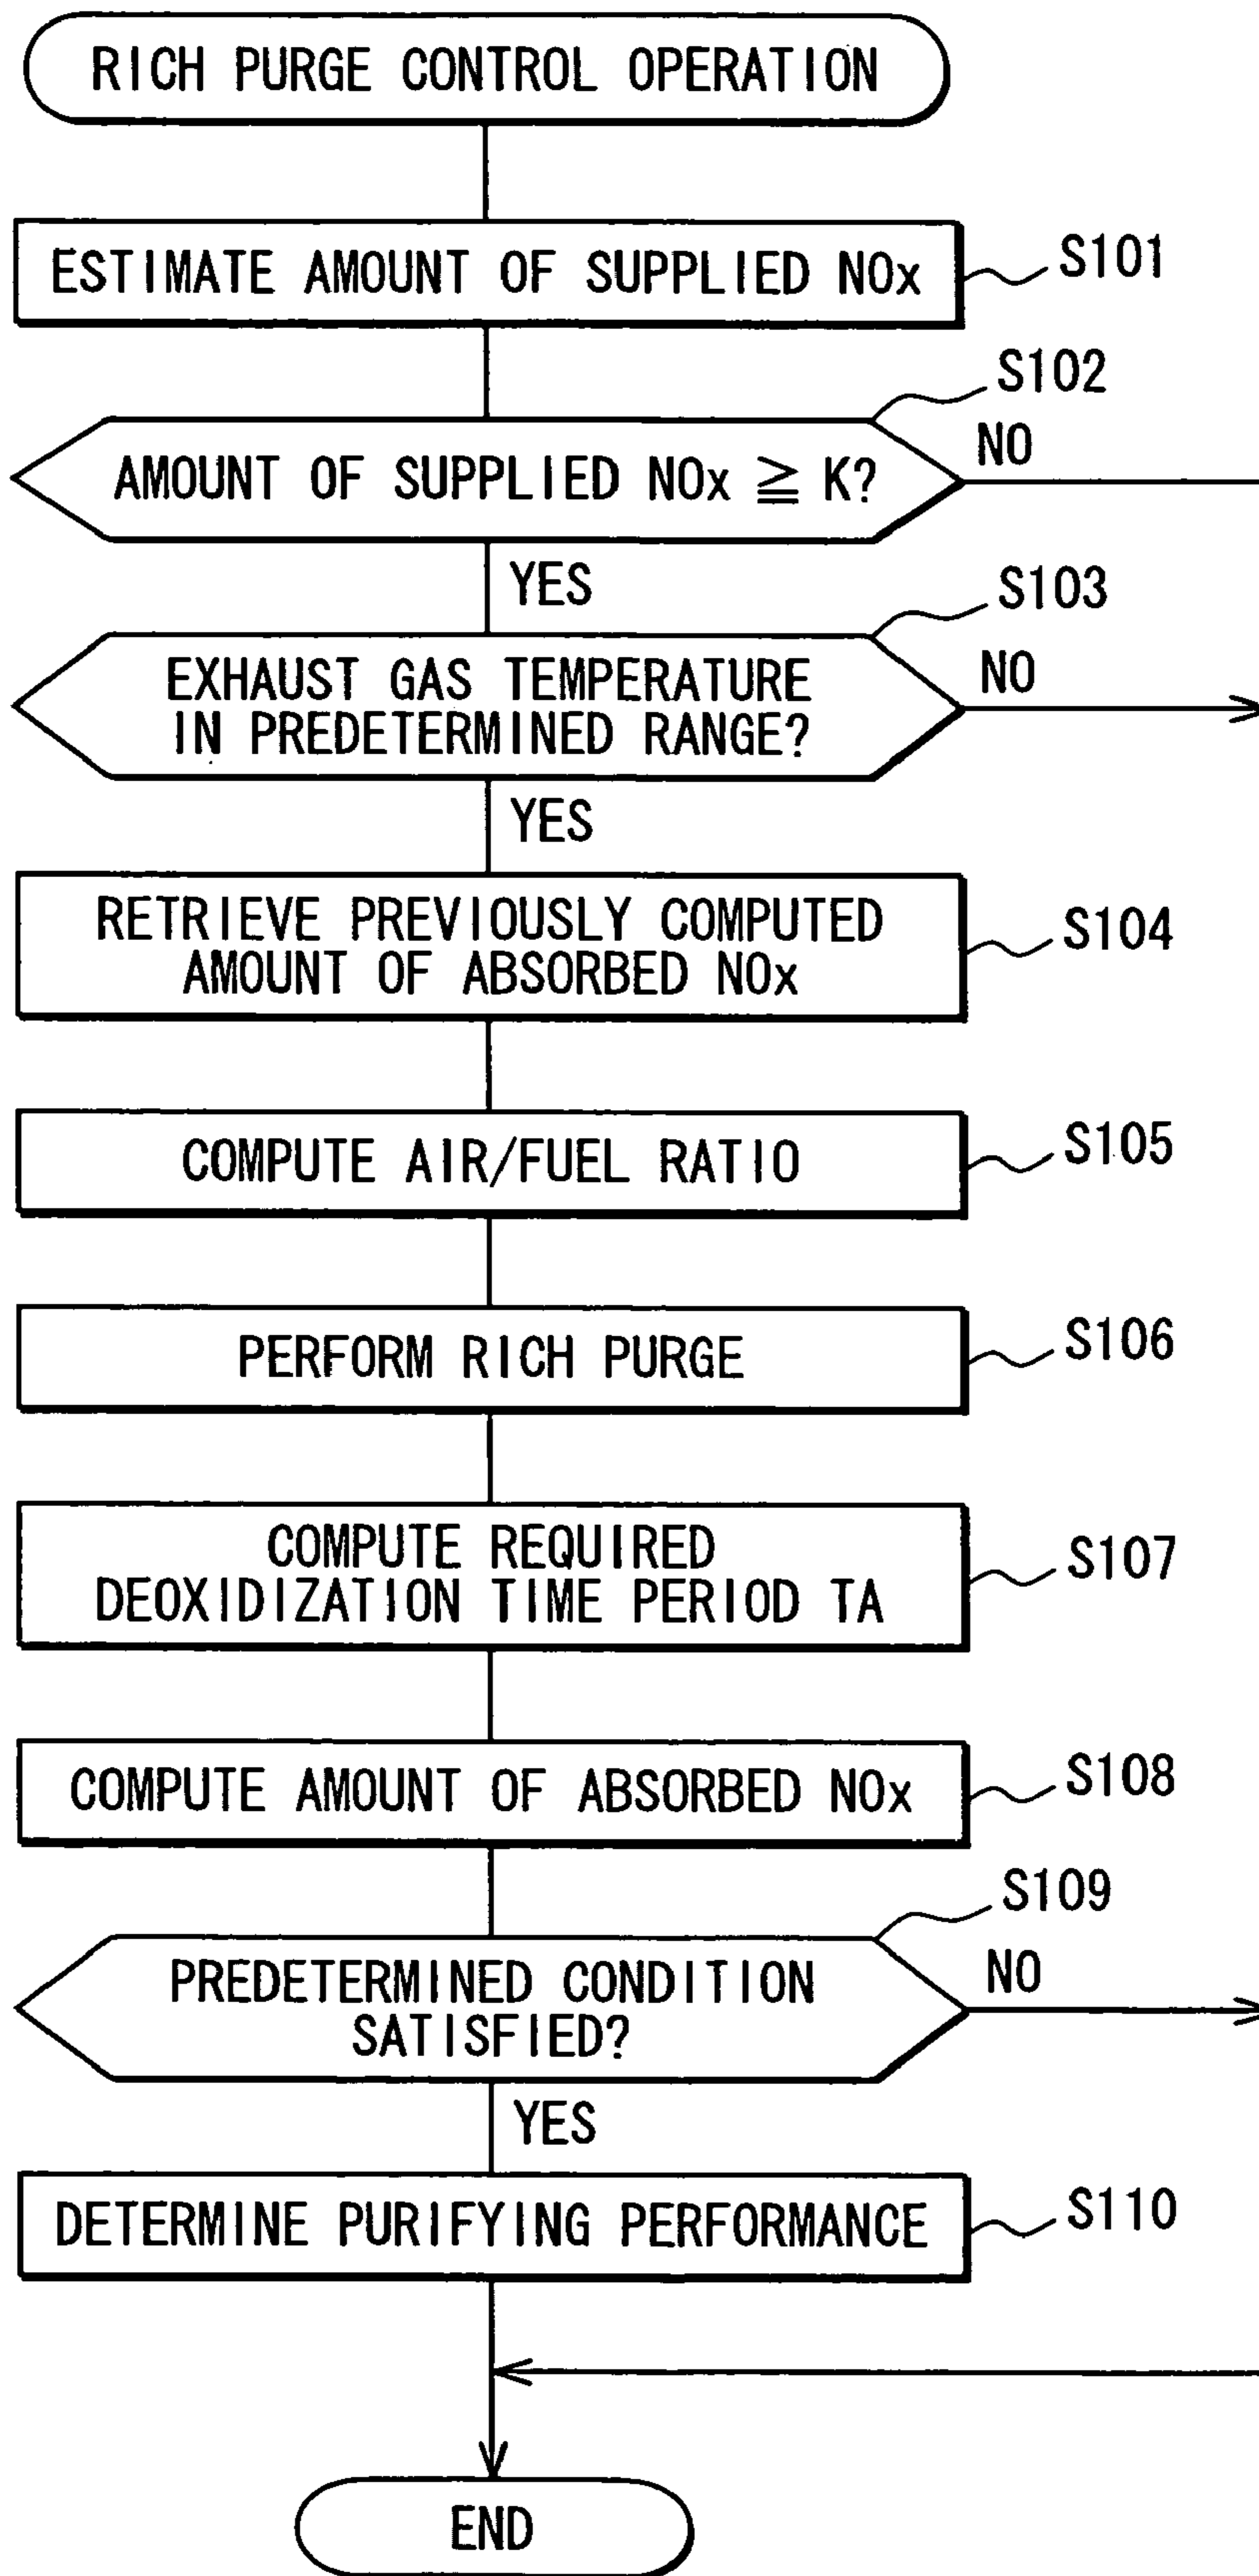 RICH PURGE CONTROL OPERATION
ESTIMATE AMOUNT OF SUPPLIED NOx
S101
S102
AMOUNT OF SUPPLIED NOx ≧ K?
NO
YES
S103
EXHAUST GAS TEMPERATURE
IN PREDETERMINED RANGE?
NO
YES
RETRIEVE PREVIOUSLY COMPUTED
AMOUNT OF ABSORBED NOx
S104
COMPUTE AIR/FUEL RATIO
S105
PERFORM RICH PURGE
S106
COMPUTE REQUIRED
DEOXIDIZATION TIME PERIOD TA
S107
COMPUTE AMOUNT OF ABSORBED NOx
S108
S109
PREDETERMINED CONDITION
SATISFIED?
NO
YES
DETERMINE PURIFYING PERFORMANCE
S110
END